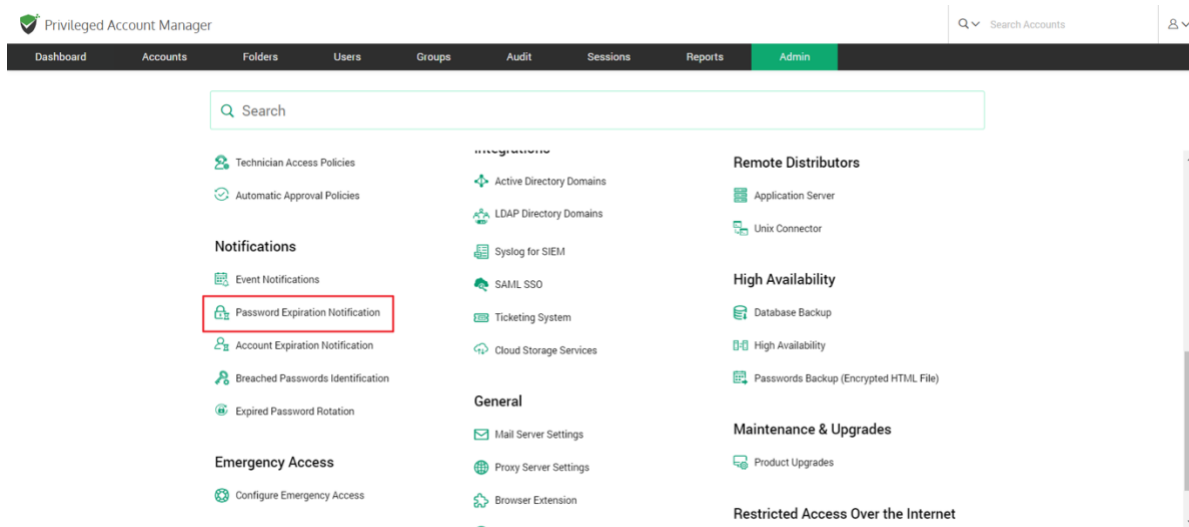 Privileged Account Manager
Search Accounts
Dashboard Accounts Folders Users Groups Audit Sessions Reports Admin
Search
Technician Access Policies
Automatic Approval Policies
Notifications
Event Notifications
Password Expiration Notification
Account Expiration Notification
Breached Passwords Identification
Expired Password Rotation
Emergency Access
Configure Emergency Access
Integrations
Active Directory Domains
LDAP Directory Domains
Syslog for SIEM
SAML SSO
Ticketing System
Cloud Storage Services
General
Mail Server Settings
Proxy Server Settings
Browser Extension
Remote Distributors
Application Server
Unix Connector
High Availability
Database Backup
High Availability
Passwords Backup (Encrypted HTML File)
Maintenance & Upgrades
Product Upgrades
Restricted Access Over the Internet